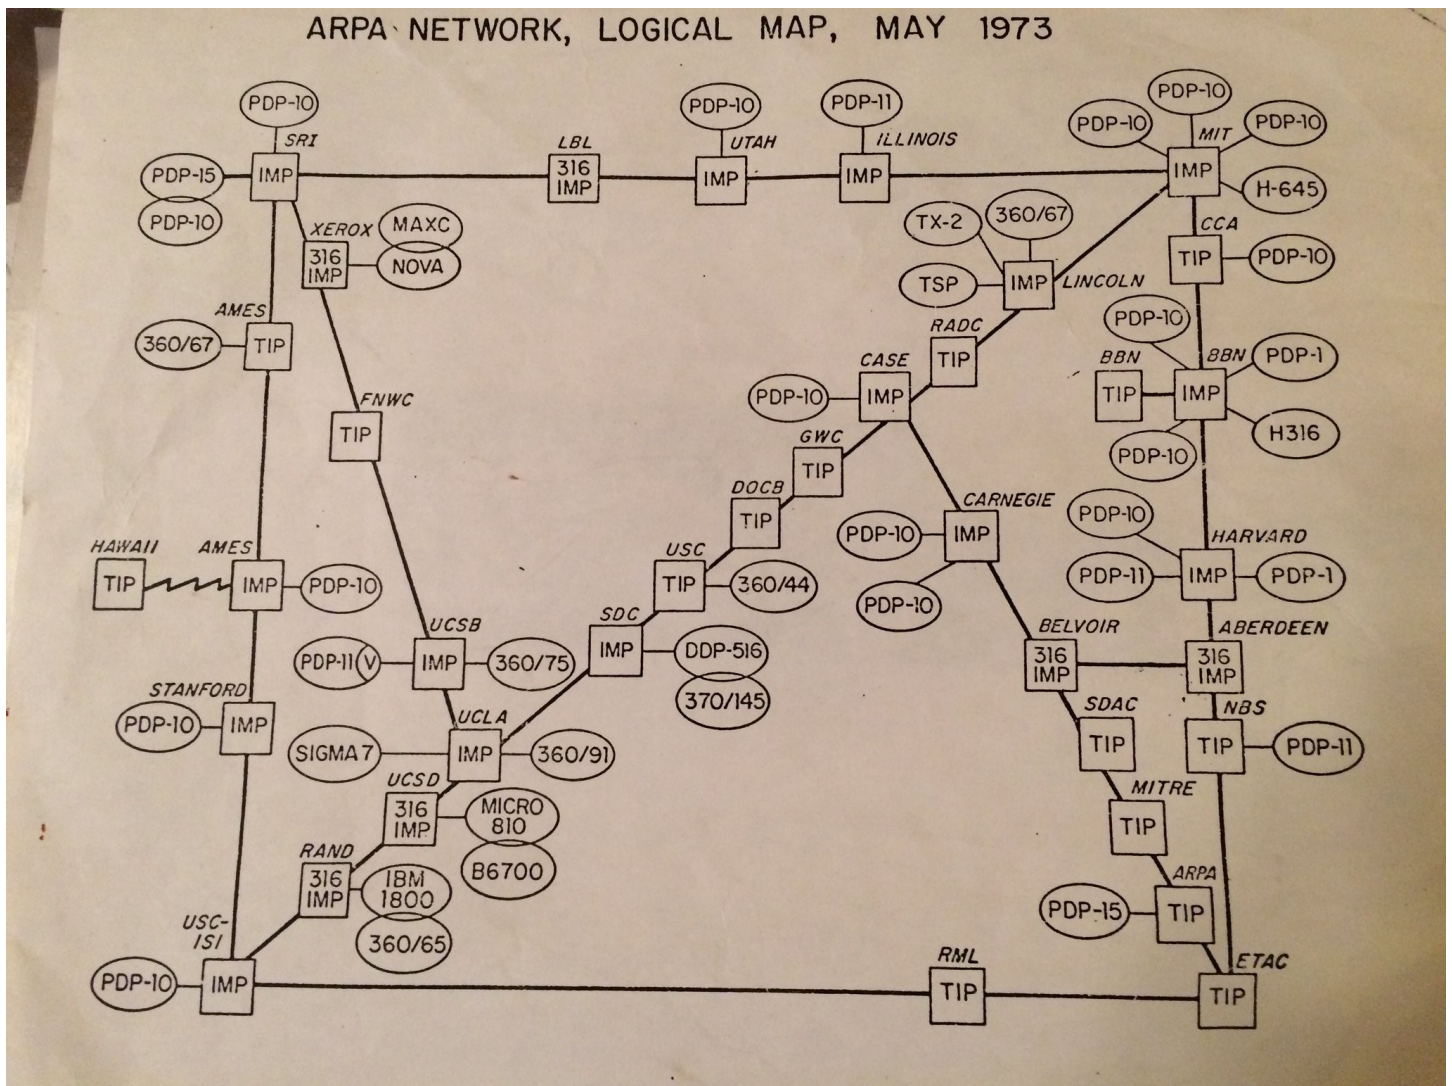 ARPA NETWORK, LOGICAL MAP, MAY 1973
PDP-10
SRI
PDP-15
IMP
PDP-10
LBL
316
IMP
PDP-10
UTAH
IMP
PDP-11
ILLINOIS
IMP
PDP-10
PDP-10
PDP-10
MIT
IMP
H-645
XEROX
316
IMP
MAXC
NOVA
TX-2
360/67
TSP
IMP
LINCOLN
CCA
TIP
PDP-10
AMES
360/67
TIP
RADC
TIP
CASE
PDP-10
IMP
PDP-10
BBN
TIP
BBN
IMP
PDP-1
H316
PDP-10
FNWC
TIP
GWC
TIP
DOCB
TIP
CARNEGIE
PDP-10
IMP
PDP-10
PDP-10
HARVARD
PDP-11
IMP
PDP-1
HAWAII
TIP
AMES
IMP
PDP-10
USC
TIP
360/44
SDC
IMP
DDP-516
370/145
UCSB
PDP-11 V
IMP
360/75
BELVOIR
316
IMP
ABERDEEN
316
IMP
STANFORD
PDP-10
IMP
UCLA
SIGMA 7
IMP
360/91
SDAC
TIP
NBS
TIP
PDP-11
UCSD
316
IMP
MICRO
810
B6700
MITRE
TIP
RAND
316
IMP
IBM
1800
360/65
ARPA
PDP-15
TIP
USC-
ISI
PDP-10
IMP
RML
TIP
ETAC
TIP